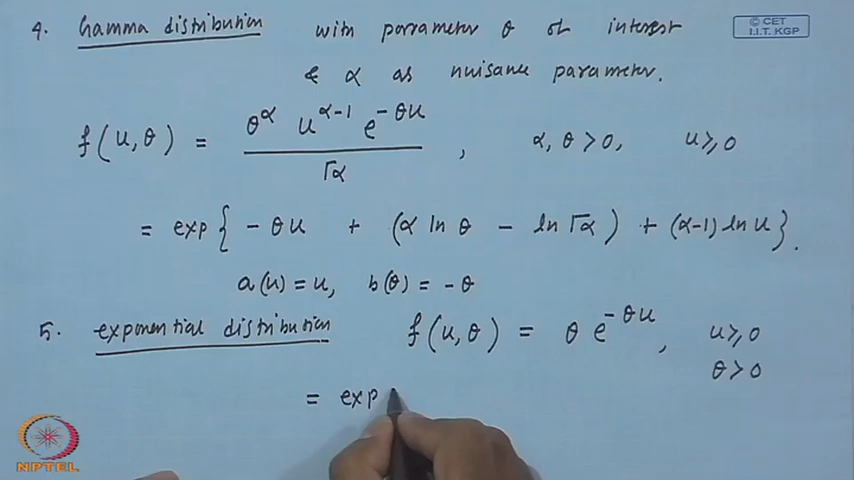 4. Gamma distribution with parrameter θ of interest
© CET
I.I.T. KGP
& α as nuisance parameter.
f(u, θ) = θ^α u^(α-1) e^(-θu) / Γα , α, θ > 0, u ≥ 0
= exp{ - θu + (α ln θ - ln Γα) + (α-1) ln u }.
a(u) = u, b(θ) = - θ
5. exponential distribution f(u, θ) = θ e^(-θu) , u ≥ 0
θ > 0
= exp
NPTEL